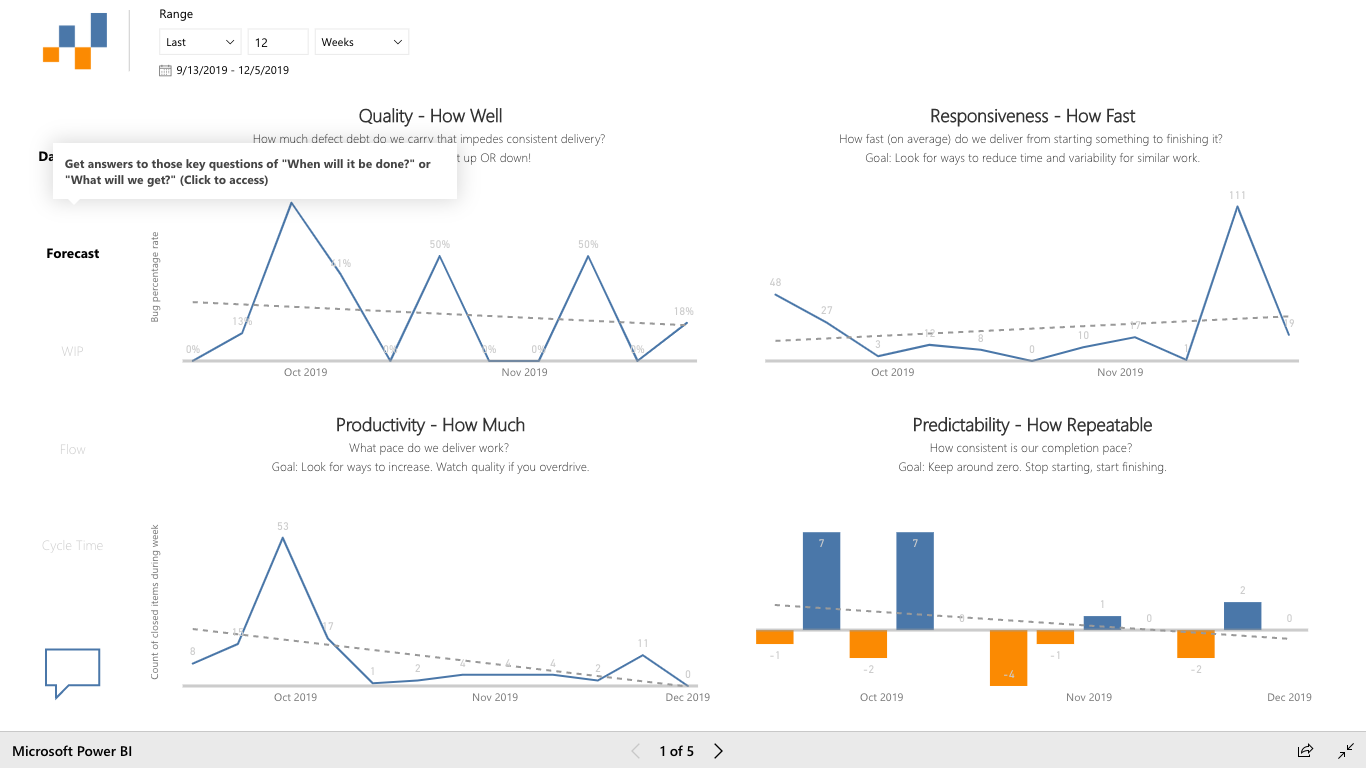 Range
Last
12
Weeks
9/13/2019 - 12/5/2019
Quality - How Well
How much defect debt do we carry that impedes consistent delivery?
up OR down!
Responsiveness - How Fast
How fast (on average) do we deliver from starting something to finishing it?
Goal: Look for ways to reduce time and variability for similar work.
Get answers to those key questions of "When will it be done?" or
"What will we get?" (Click to access)
Forecast
WIP
Flow
Cycle Time
Bug percentage rate
0%
13%
41%
0%
50%
0%
0%
50%
0%
18%
Oct 2019
Nov 2019
48
27
3
12
8
0
10
17
1
111
19
Oct 2019
Nov 2019
Productivity - How Much
What pace do we deliver work?
Goal: Look for ways to increase. Watch quality if you overdrive.
Count of closed items during week
8
15
53
17
1
2
4
4
4
2
11
0
Oct 2019
Nov 2019
Dec 2019
Predictability - How Repeatable
How consistent is our completion pace?
Goal: Keep around zero. Stop starting, start finishing.
-1
7
-2
7
0
-4
-1
1
0
-2
2
0
Oct 2019
Nov 2019
Dec 2019
Microsoft Power BI
1 of 5